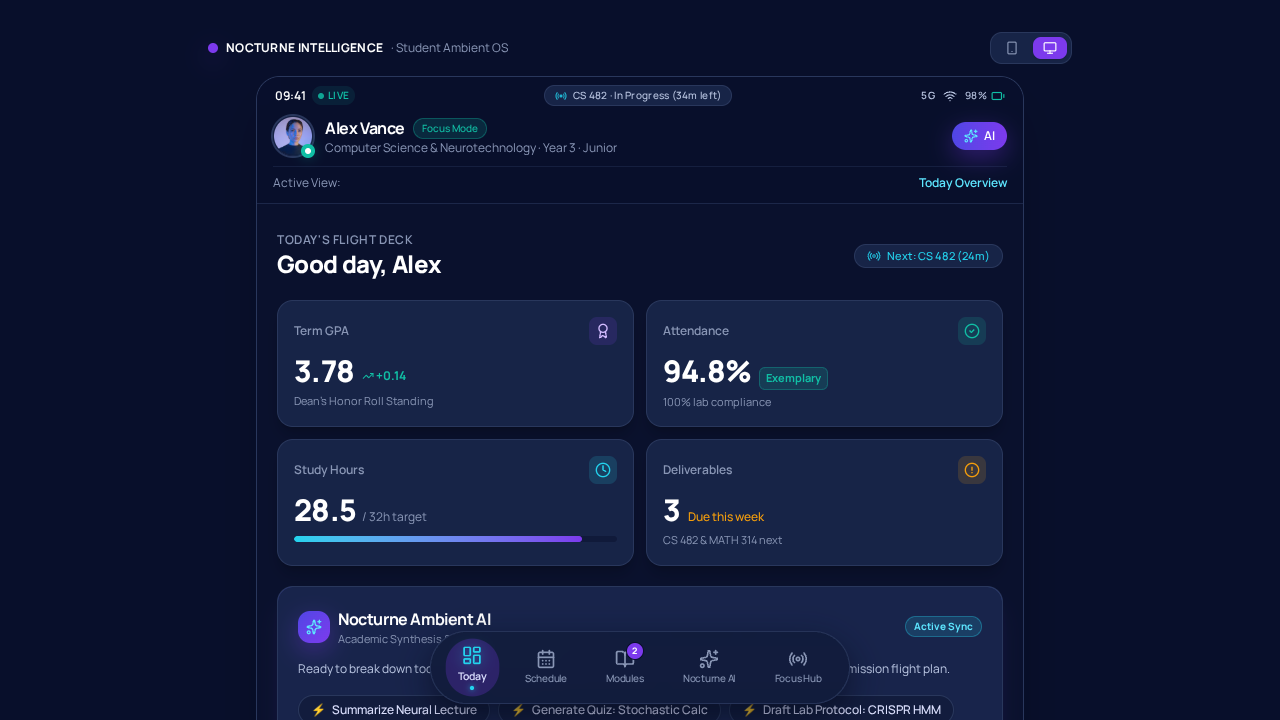 NOCTURNE INTELLIGENCE · Student Ambient OS
09:41 LIVE CS 482 · In Progress (34m left) 5G 98%
Alex Vance Focus Mode AI
Computer Science & Neurotechnology · Year 3 · Junior
Active View: Today Overview
TODAY'S FLIGHT DECK
Good day, Alex
Next: CS 482 (24m)
Term GPA
3.78 +0.14
Dean's Honor Roll Standing
Attendance
94.8% Exemplary
100% lab compliance
Study Hours
28.5 / 32h target
Deliverables
3 Due this week
CS 482 & MATH 314 next
Nocturne Ambient AI
Academic Synthesis
Active Sync
Ready to break down flight plan.
Today Schedule Modules 2 Nocturne AI Focus Hub
⚡ Summarize Neural Lecture ⚡ Generate Quiz: Stochastic Calc ⚡ Draft Lab Protocol: CRISPR HMM